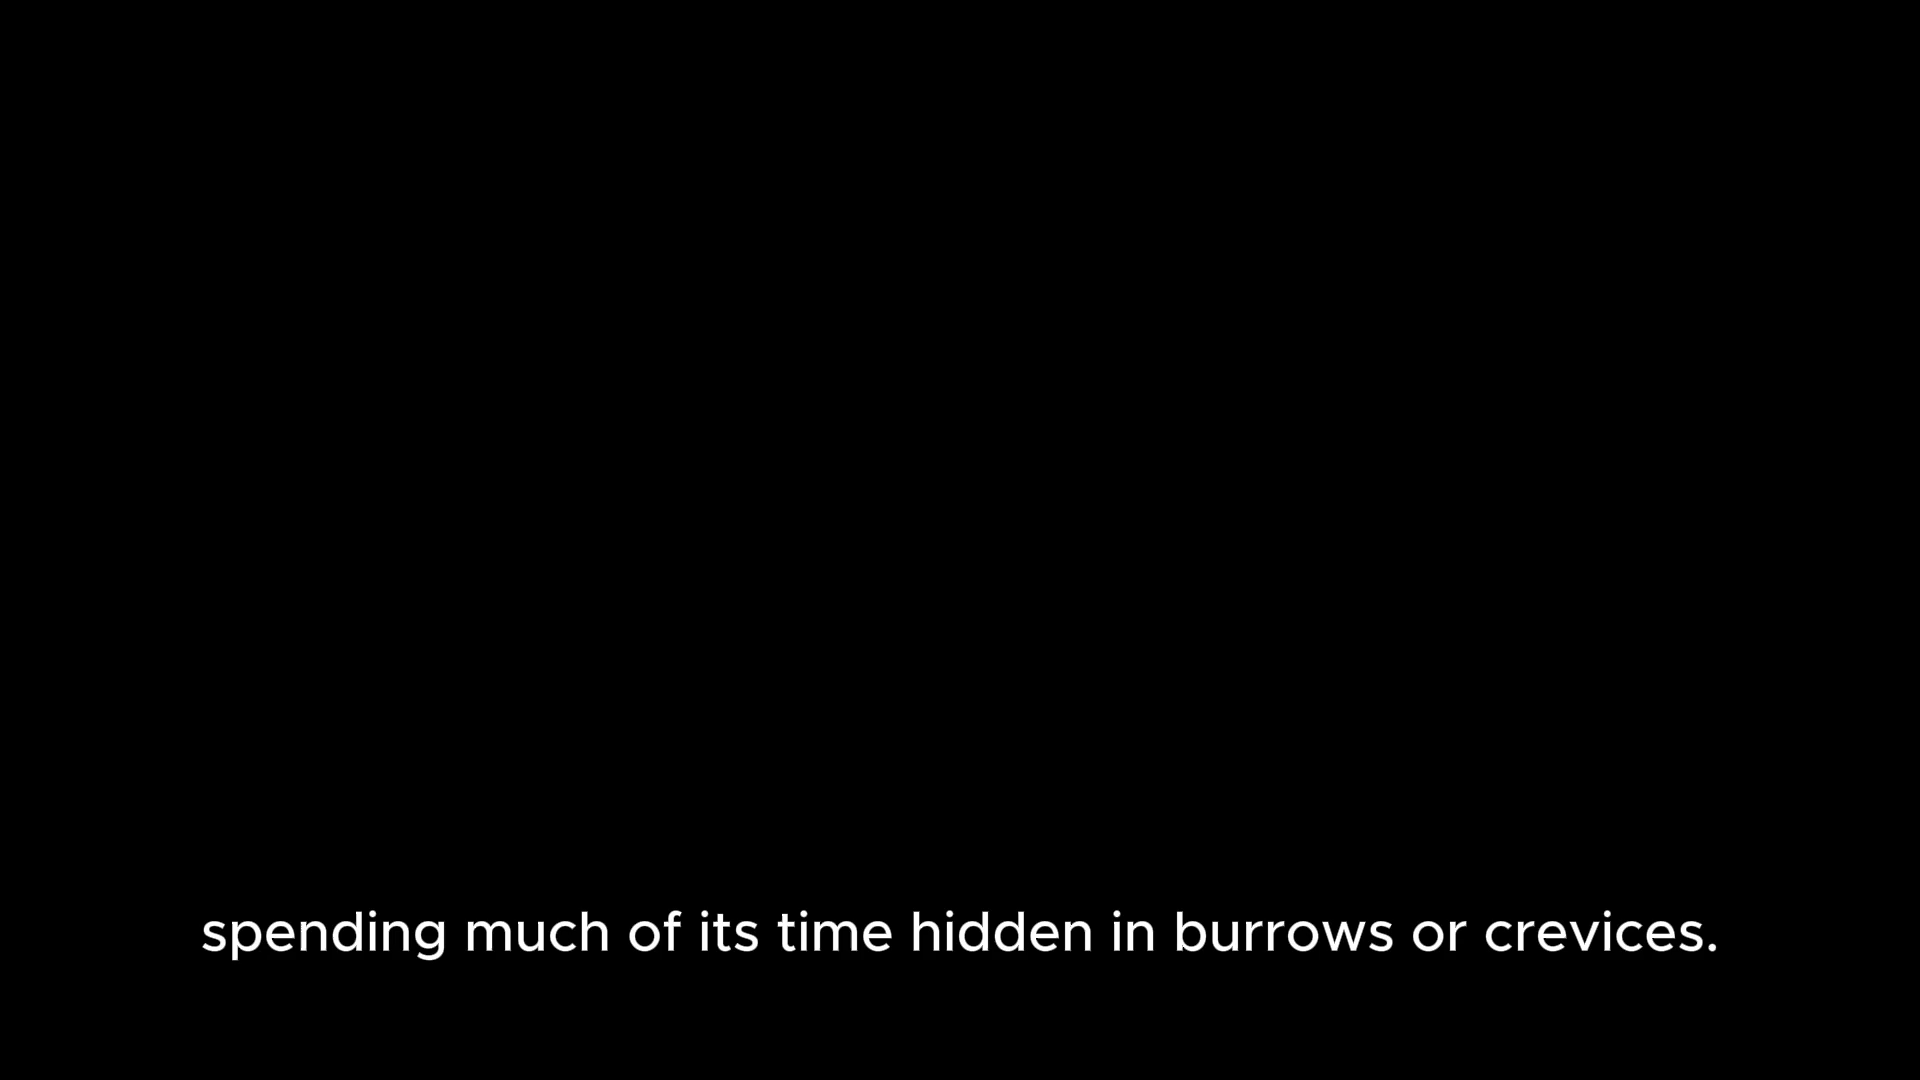 spending much of its time hidden in burrows or crevices.